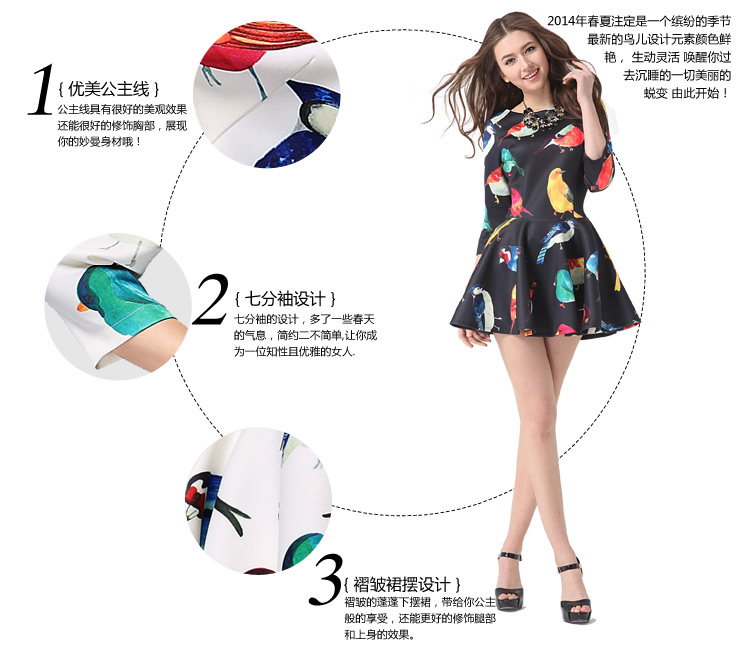 2014年春夏注定是一个缤纷的季节
最新的鸟儿设计元素颜色鲜
艳， 生动灵活 唤醒你过
去沉睡的一切美丽的
蜕变 由此开始！
1 { 优美公主线 }
公主线具有很好的美观效果
还能很好的修饰胸部，展现
你的妙曼身材哦！
2 { 七分袖设计 }
七分袖的设计，多了一些春天
的气息，简约二不简单,让你成
为一位知性且优雅的女人.
3 { 褶皱裙摆设计 }
褶皱的蓬蓬下摆裙，带给你公主
般的享受，还能更好的修饰腿部
和上身的效果。